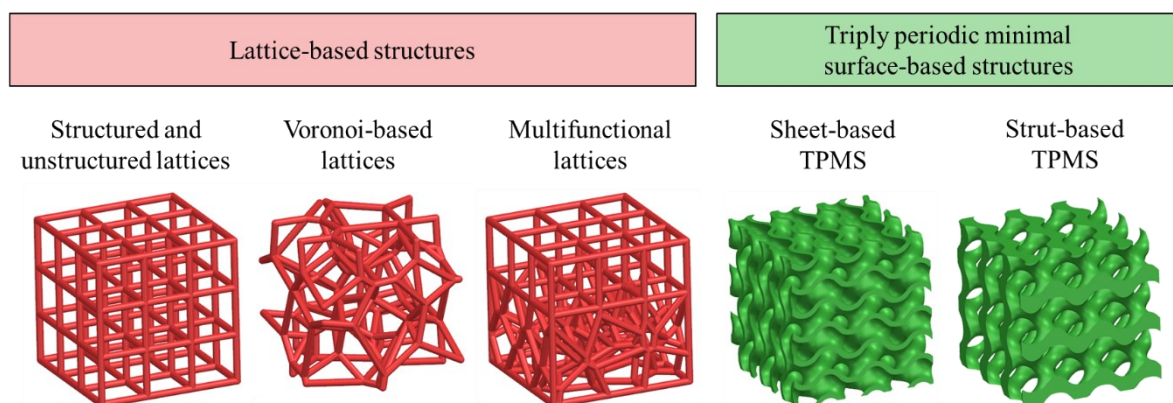 Lattice-based structures
Triply periodic minimal
surface-based structures
Structured and
unstructured lattices
Voronoi-based
lattices
Multifunctional
lattices
Sheet-based
TPMS
Strut-based
TPMS